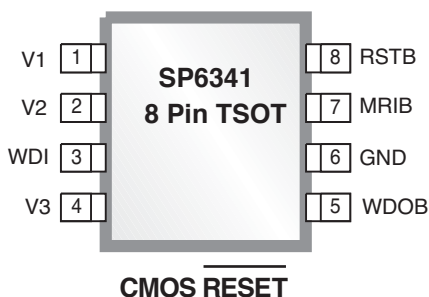 SP6341
8 Pin TSOT
V1 1
V2 2
WDI 3
V3 4
8 RSTB
7 MRIB
6 GND
5 WDOB
CMOS RESET